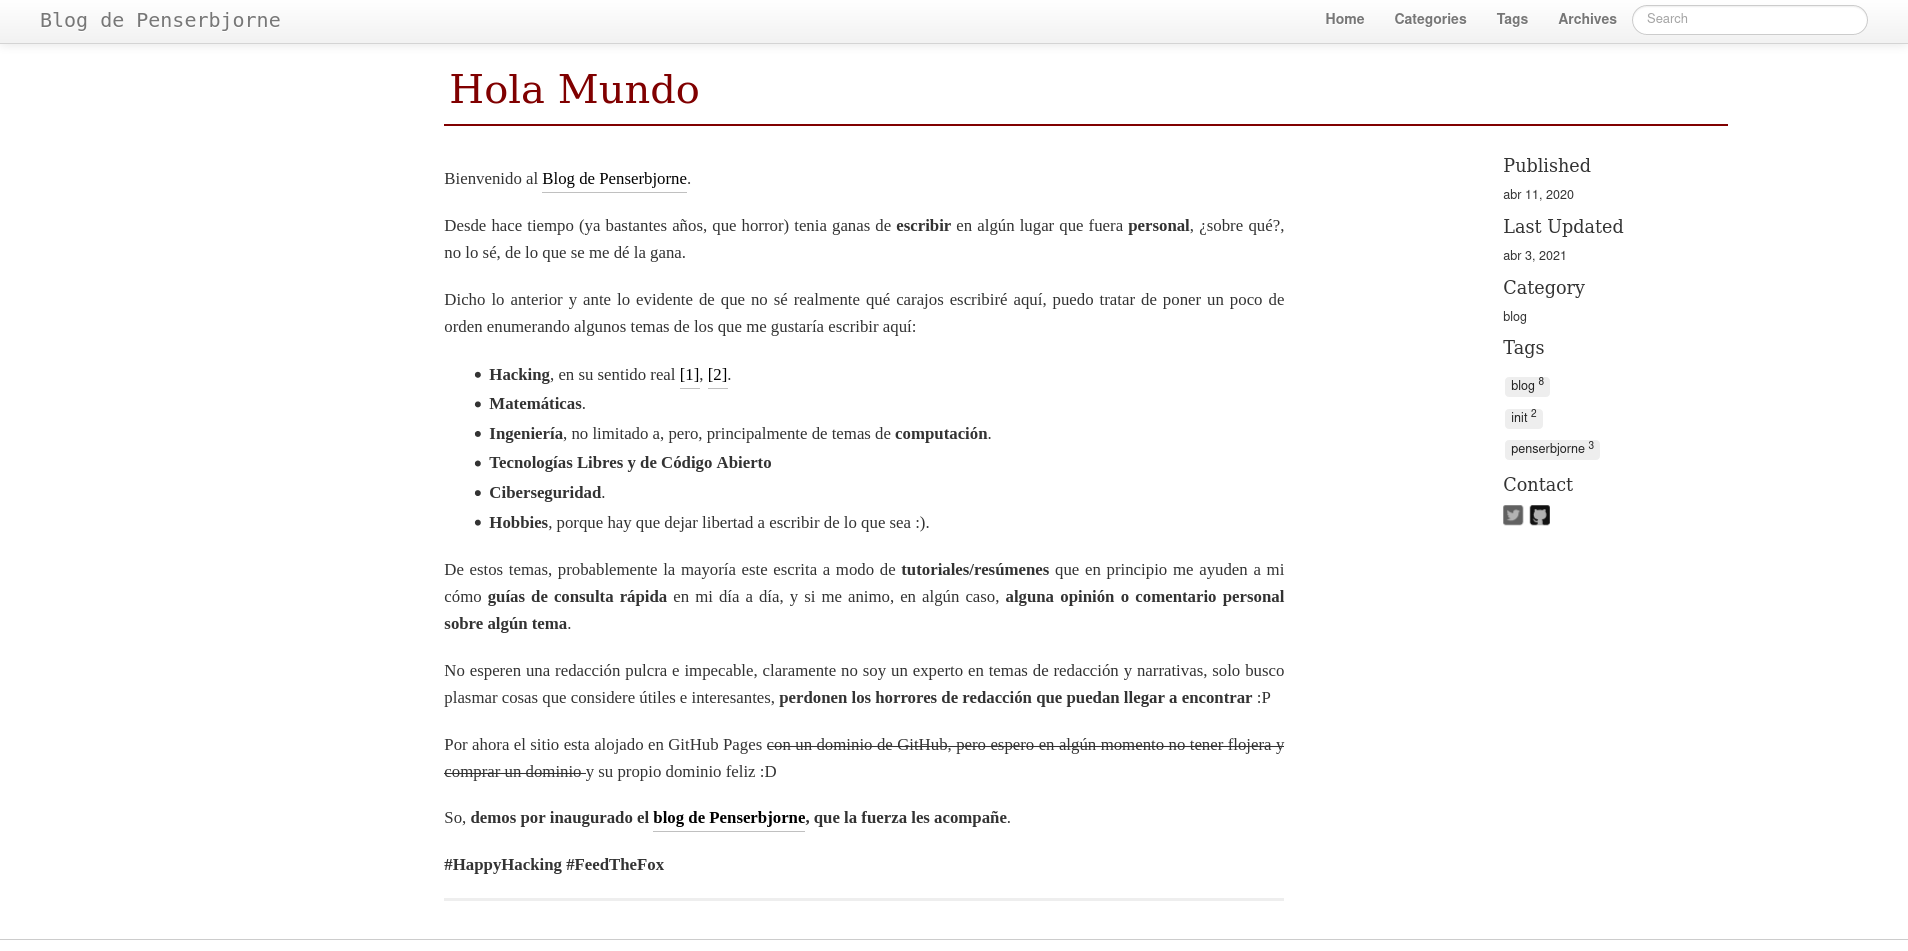 Blog de Penserbjorne
Home
Categories
Tags
Archives
Search
Hola Mundo
Bienvenido al Blog de Penserbjorne.
Desde hace tiempo (ya bastantes años, que horror) tenia ganas de escribir en algún lugar que fuera personal, ¿sobre qué?,
no lo sé, de lo que se me dé la gana.
Dicho lo anterior y ante lo evidente de que no sé realmente qué carajos escribiré aquí, puedo tratar de poner un poco de
orden enumerando algunos temas de los que me gustaría escribir aquí:
• Hacking, en su sentido real [1], [2].
• Matemáticas.
• Ingeniería, no limitado a, pero, principalmente de temas de computación.
• Tecnologías Libres y de Código Abierto
• Ciberseguridad.
• Hobbies, porque hay que dejar libertad a escribir de lo que sea :).
De estos temas, probablemente la mayoría este escrita a modo de tutoriales/resúmenes que en principio me ayuden a mi
cómo guías de consulta rápida en mi día a día, y si me animo, en algún caso, alguna opinión o comentario personal
sobre algún tema.
No esperen una redacción pulcra e impecable, claramente no soy un experto en temas de redacción y narrativas, solo busco
plasmar cosas que considere útiles e interesantes, perdonen los horrores de redacción que puedan llegar a encontrar :P
Por ahora el sitio esta alojado en GitHub Pages con un dominio de GitHub, pero espero en algún momento no tener flojera y
comprar un dominio y su propio dominio feliz :D
So, demos por inaugurado el blog de Penserbjorne, que la fuerza les acompañe.
#HappyHacking #FeedTheFox
Published
abr 11, 2020
Last Updated
abr 3, 2021
Category
blog
Tags
blog 8
init 2
penserbjorne 3
Contact